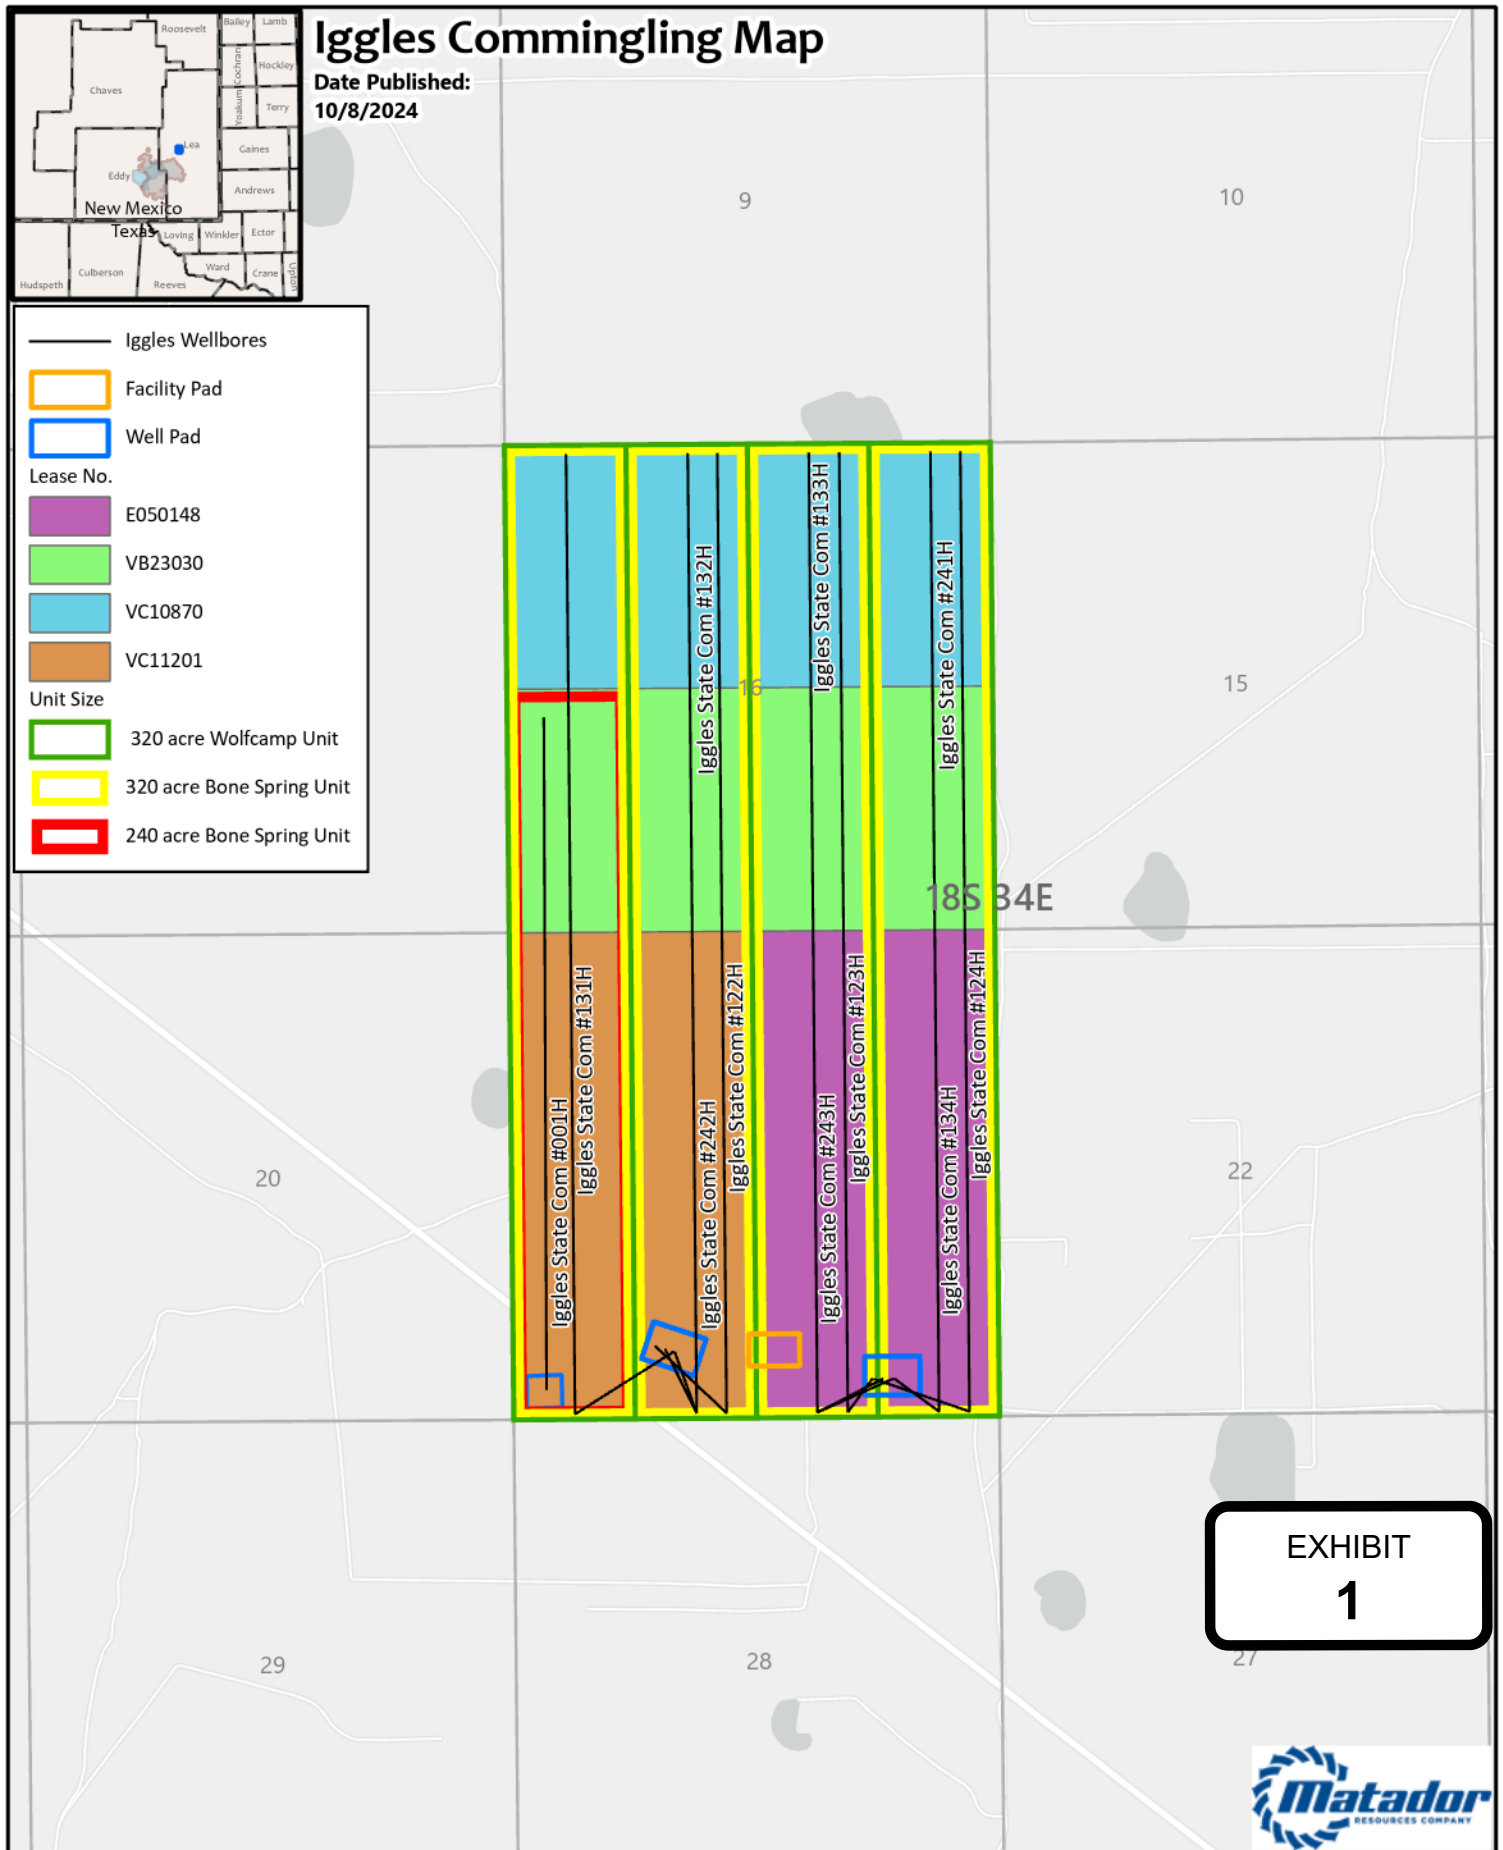 Iggles Commingling Map
Date Published:
10/8/2024
Roosevelt
Bailey
Lamb
Chaves
Cochran
Hockley
Yoakum
Terry
Lea
Gaines
Eddy
Andrews
New Mexico
Texas
Loving
Winkler
Ector
Hudspeth
Culberson
Reeves
Ward
Crane
Upton
Iggles Wellbores
Facility Pad
Well Pad
Lease No.
E050148
VB23030
VC10870
VC11201
Unit Size
320 acre Wolfcamp Unit
320 acre Bone Spring Unit
240 acre Bone Spring Unit
9
10
16
15
18S 34E
20
22
29
28
27
Iggles State Com #132H
Iggles State Com #133H
Iggles State Com #241H
Iggles State Com #001H
Iggles State Com #131H
Iggles State Com #242H
Iggles State Com #122H
Iggles State Com #243H
Iggles State Com #123H
Iggles State Com #134H
Iggles State Com #124H
EXHIBIT
1
Matador
RESOURCES COMPANY